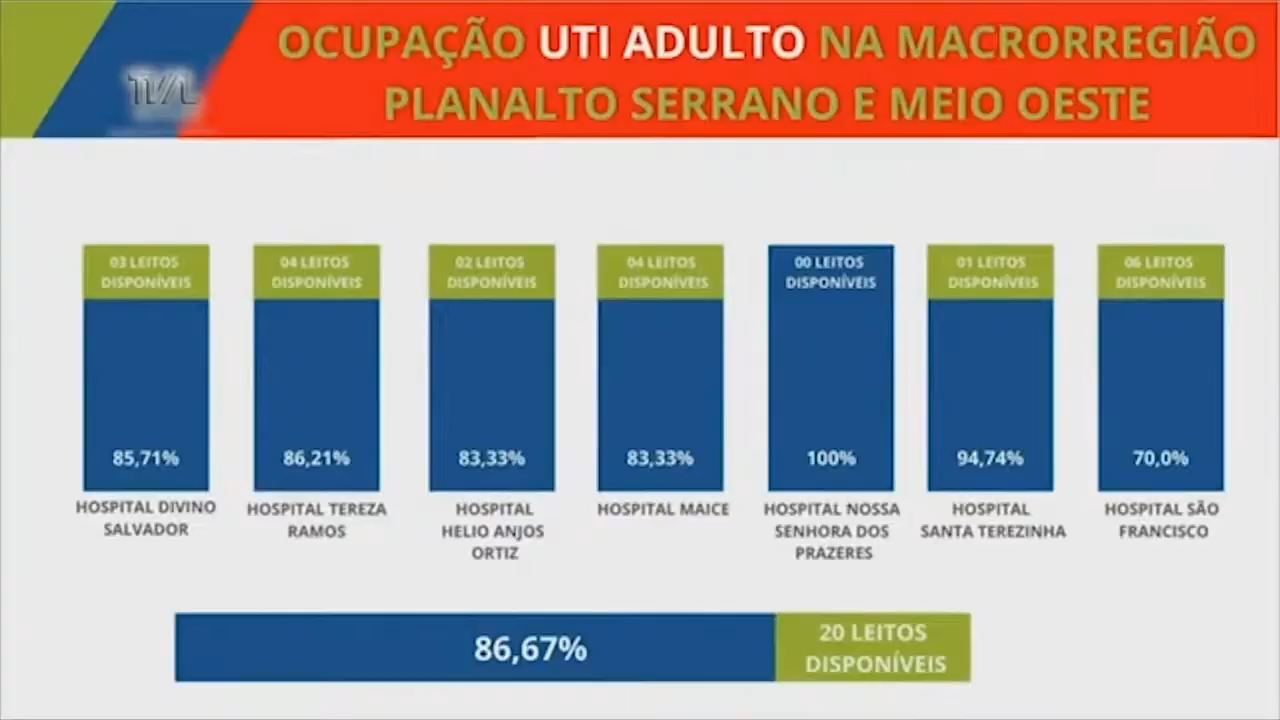 OCUPAÇÃO UTI ADULTO NA MACRORREGIÃO
PLANALTO SERRANO E MEIO OESTE
TVAL
03 LEITOS
DISPONÍVEIS
85,71%
HOSPITAL DIVINO
SALVADOR
04 LEITOS
DISPONÍVEIS
86,21%
HOSPITAL TEREZA
RAMOS
02 LEITOS
DISPONÍVEIS
83,33%
HOSPITAL
HELIO ANJOS
ORTIZ
04 LEITOS
DISPONÍVEIS
83,33%
HOSPITAL MAICE
00 LEITOS
DISPONÍVEIS
100%
HOSPITAL NOSSA
SENHORA DOS
PRAZERES
01 LEITOS
DISPONÍVEIS
94,74%
HOSPITAL
SANTA TEREZINHA
06 LEITOS
DISPONÍVEIS
70,0%
HOSPITAL SÃO
FRANCISCO
86,67%
20 LEITOS
DISPONÍVEIS